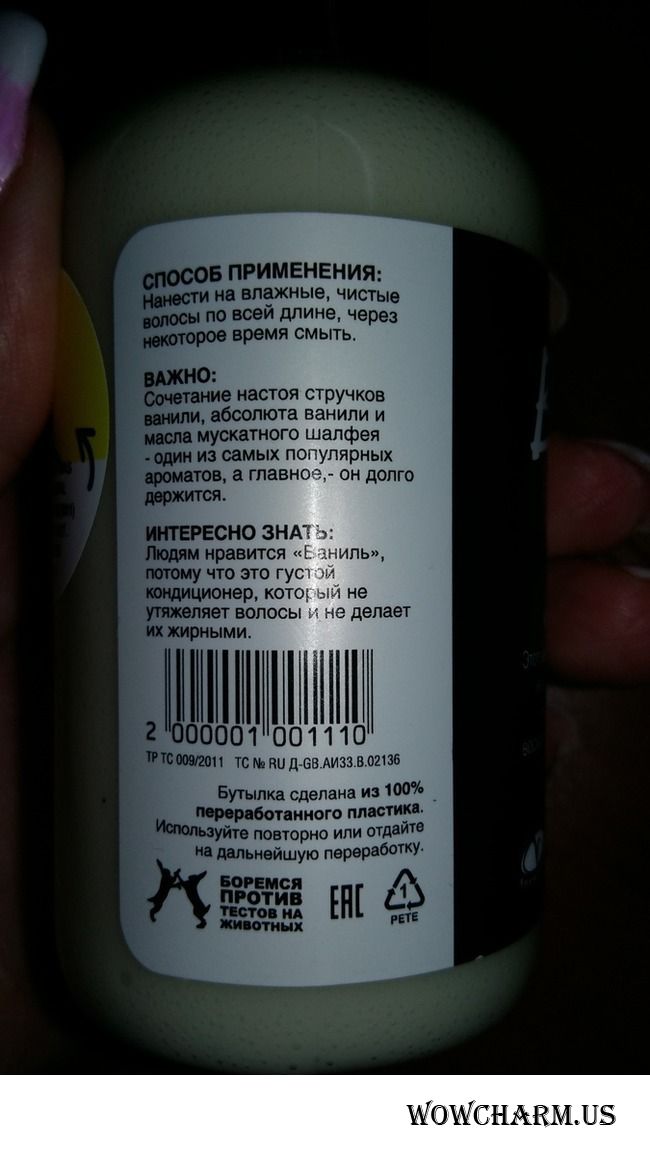 СПОСОБ ПРИМЕНЕНИЯ:
Нанести на влажные, чистые
волосы по всей длине, через
некоторое время смыть.
ВАЖНО:
Сочетание настоя стручков
ванили, абсолюта ванили и
масла мускатного шалфея
- один из самых популярных
ароматов, а главное,- он долго
держится.
ИНТЕРЕСНО ЗНАТЬ:
Людям нравится «Ваниль»,
потому что это густой
кондиционер, который не
утяжеляет волосы и не делает
их жирными.
2 000001 001110
ТР ТС 009/2011 ТС № RU Д-GB.АИ33.В.02136
Бутылка сделана из 100%
переработанного пластика.
Используйте повторно или отдайте
на дальнейшую переработку.
БОРЕМСЯ
ПРОТИВ
ТЕСТОВ НА
ЖИВОТНЫХ
EAC
1
PETE
WOWCHARM.US